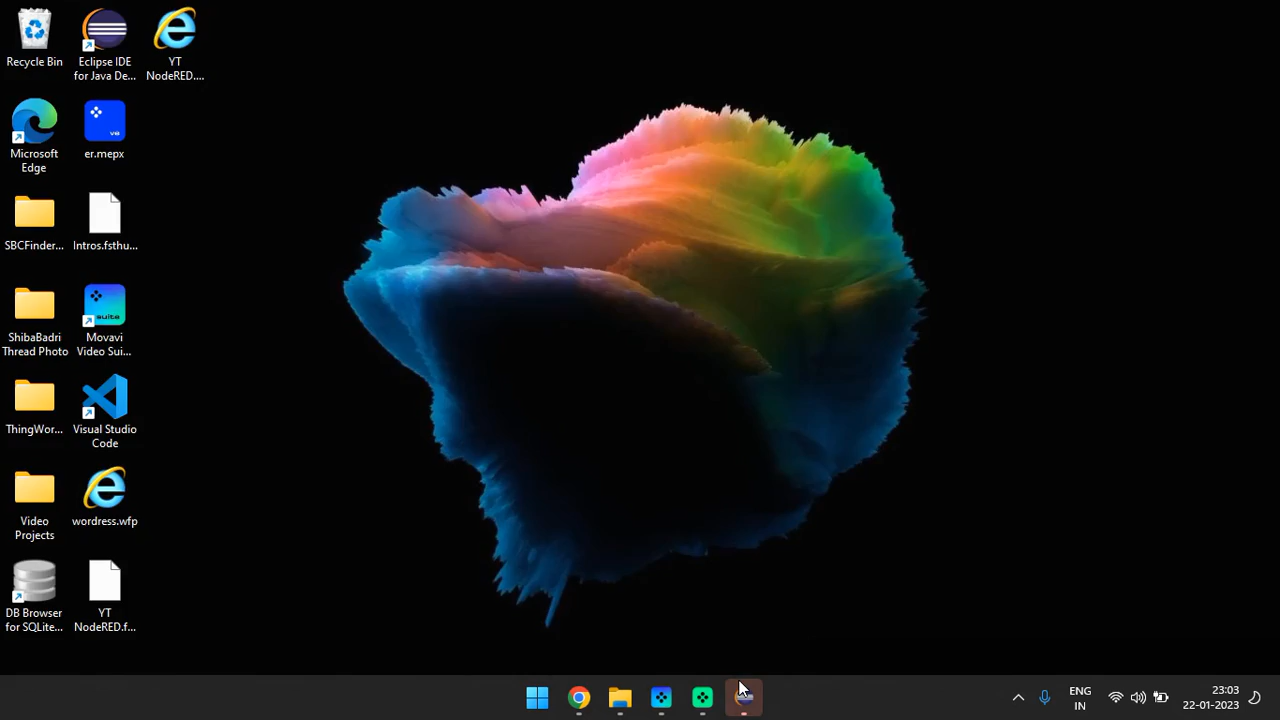 Recycle Bin
Eclipse IDE
for Java De...
YT
NodeRED....
Microsoft
Edge
V6
er.mepx
SBCFinder...
Intros.fsthu...
ShibaBadri
Thread Photo
suite
Movavi
Video Sui...
ThingWor...
Visual Studio
Code
Video
Projects
wordress.wfp
DB Browser
for SQLite...
YT
NodeRED.f...
ENG
IN
23:03
22-01-2023